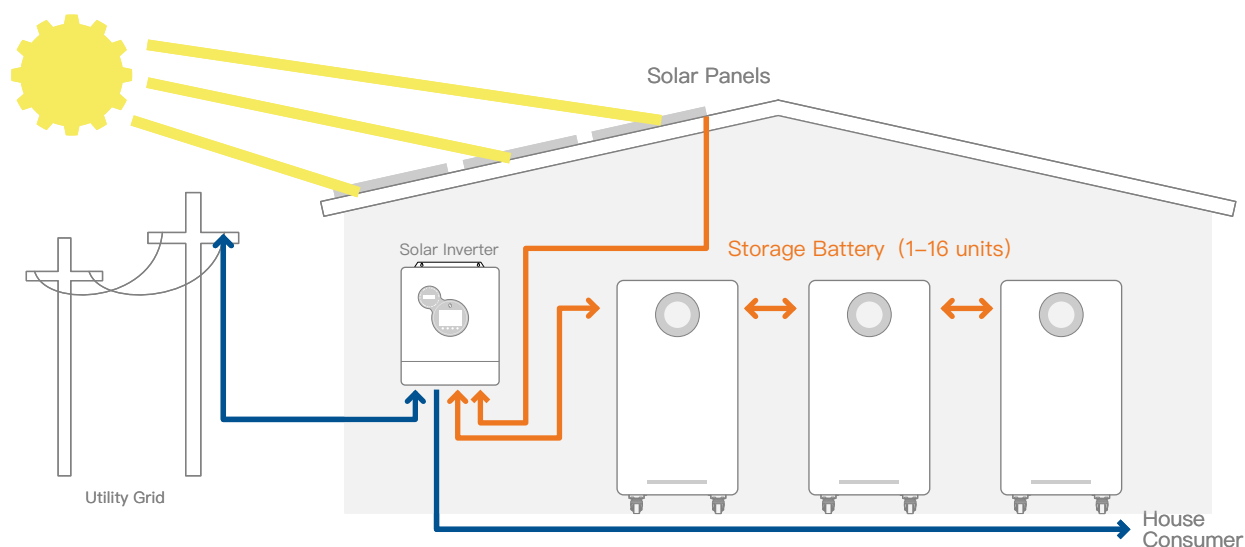 Solar Panels
Solar Inverter
Storage Battery (1–16 units)
Utility Grid
House
Consumer